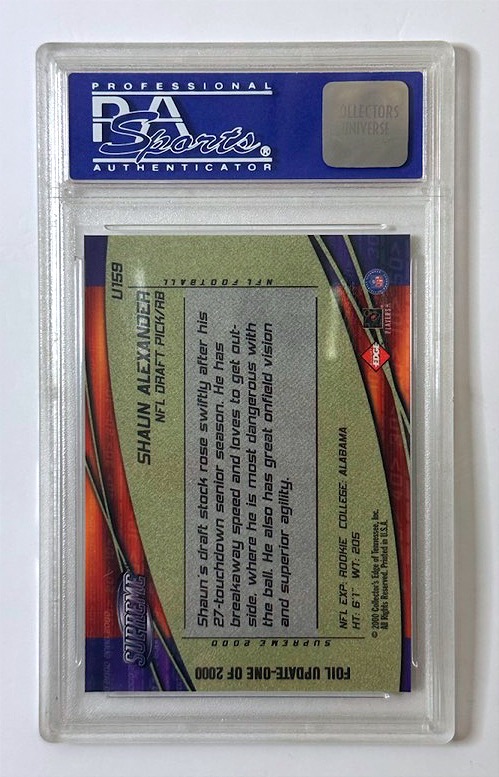 PROFESSIONAL
PSA
Sports®
AUTHENTICATOR
COLLECTORS
UNIVERSE
U159
SHAUN ALEXANDER
NFL DRAFT PICK/RB
NFL FOOTBALL
Shaun's draft stock rose swiftly after his
27-touchdown senior season. He has
breakaway speed and loves to get out-
side, where he is most dangerous with
the ball. He also has great onfield vision
and superior agility.
NFL EXP: ROOKIE COLLEGE: ALABAMA
HT: 6'1" WT: 205
© 2000 Collector's Edge of Tennessee, Inc.
All Rights Reserved. Printed in U.S.A.
EDGE
PLAYERS
SUPREME
SUPREME 2000
FOIL UPDATE-ONE OF 2000